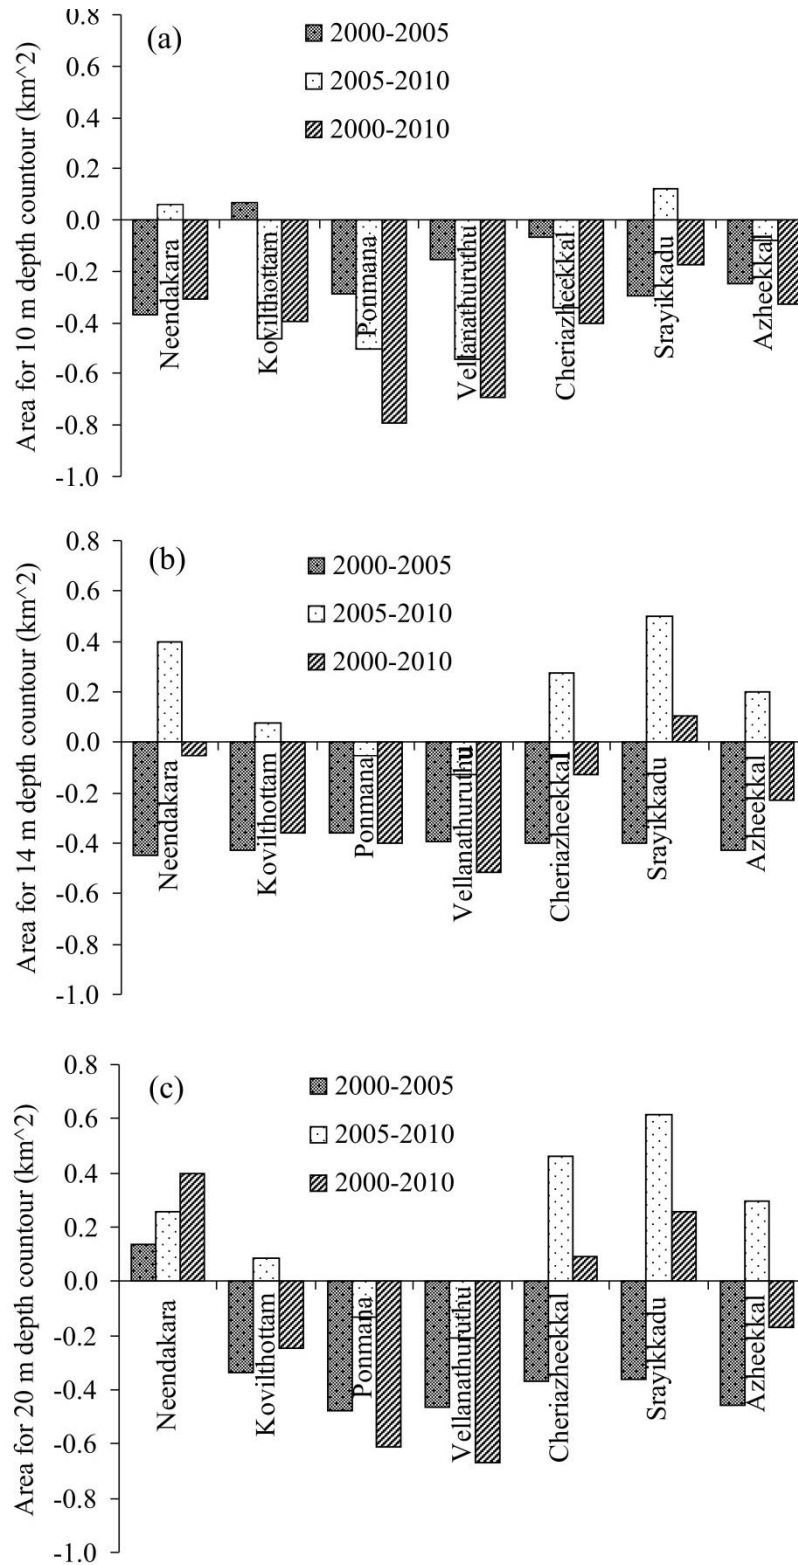 0.8
(a)
2000-2005
0.6
2005-2010
0.4
2000-2010
0.2
0.0
-0.2
-0.4
-0.6
-0.8
-1.0
Area for 10 m depth countour (km^2)
Neendakara
Kovilthottam
Ponmana
Vellanathuruthu
Cheriazheekkal
Srayikkadu
Azheekkal
0.8
(b)
2000-2005
0.6
2005-2010
0.4
2000-2010
0.2
0.0
-0.2
-0.4
-0.6
-0.8
-1.0
Area for 14 m depth countour (km^2)
Neendakara
Kovilthottam
Ponmana
Vellanathuruthu
Cheriazheekkal
Srayikkadu
Azheekkal
0.8
(c)
2000-2005
0.6
2005-2010
0.4
2000-2010
0.2
0.0
-0.2
-0.4
-0.6
-0.8
-1.0
Area for 20 m depth countour (km^2)
Neendakara
Kovilthottam
Ponmana
Vellanathuruthu
Cheriazheekkal
Srayikkadu
Azheekkal